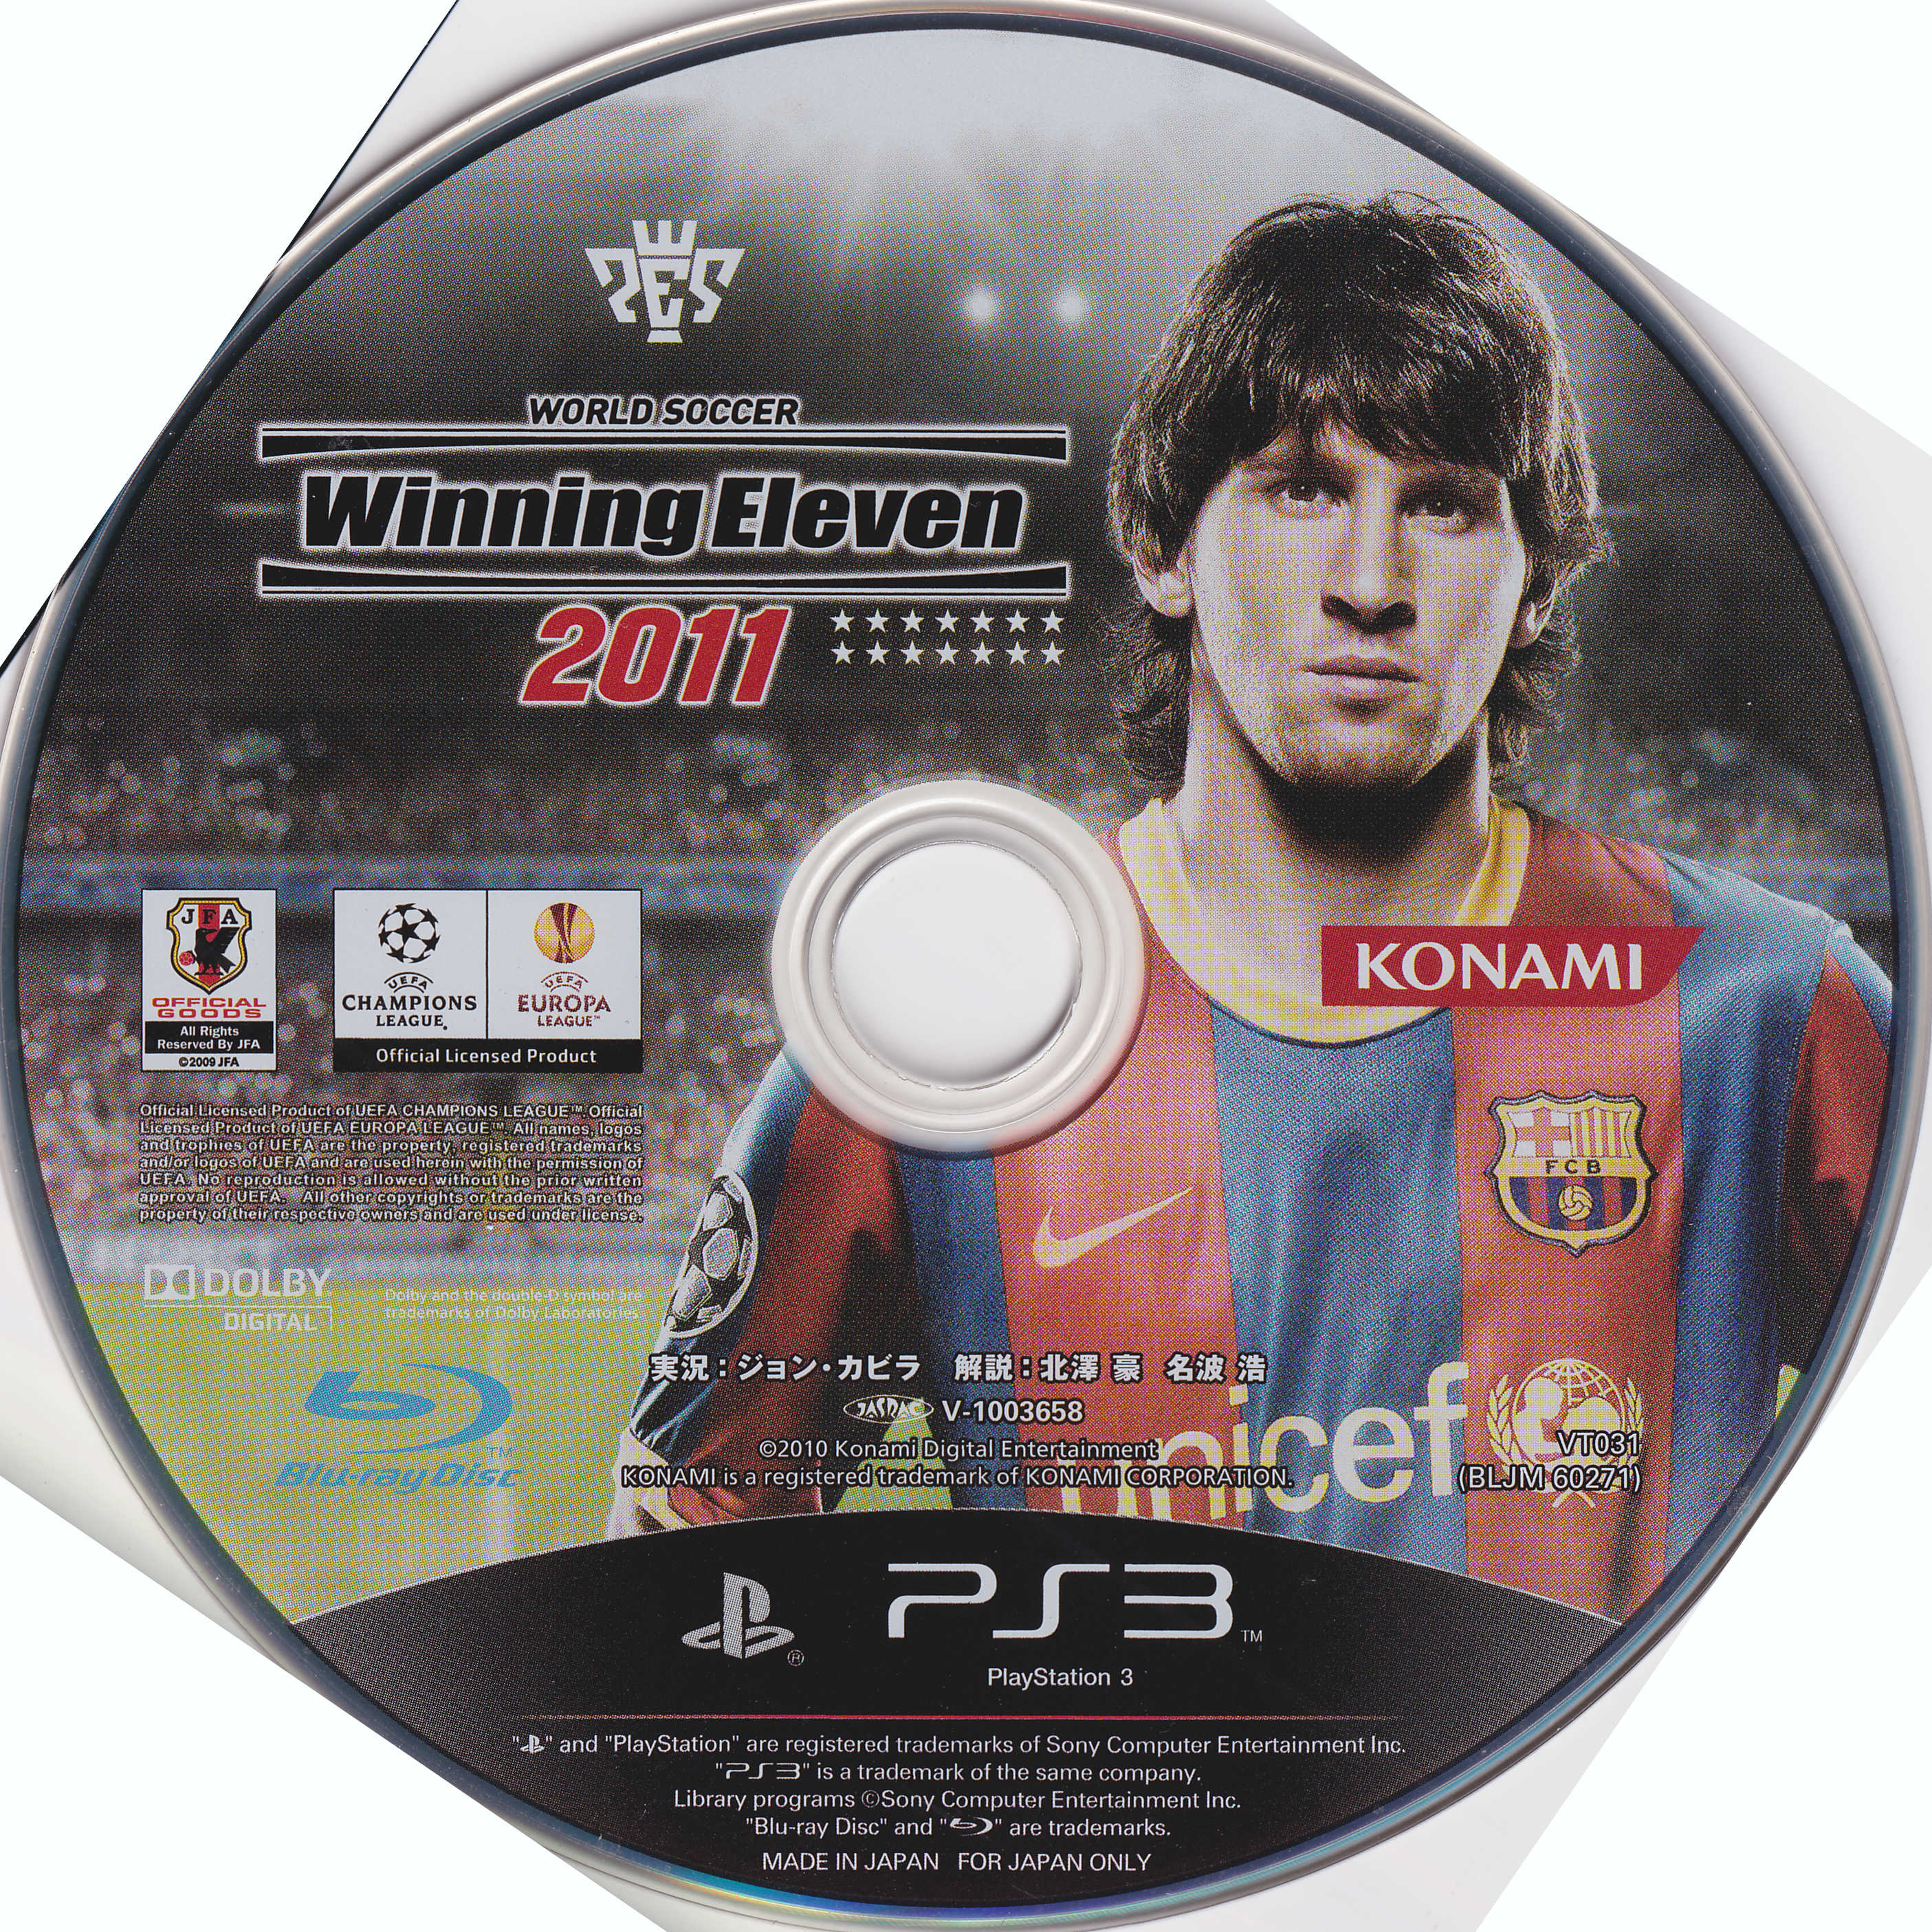 PES
WORLD SOCCER
Winning Eleven
2011
KONAMI
JFA
OFFICIAL
GOODS
All Rights
Reserved By JFA
©2009 JFA
UEFA
CHAMPIONS
LEAGUE®
UEFA
EUROPA
LEAGUE™
Official Licensed Product
FCB
Official Licensed Product of UEFA CHAMPIONS LEAGUE™. Official
Licensed Product of UEFA EUROPA LEAGUE™. All names, logos
and trophies of UEFA are the property, registered trademarks
and/or logos of UEFA and are used herein with the permission of
UEFA. No reproduction is allowed without the prior written
approval of UEFA. All other copyrights or trademarks are the
property of their respective owners and are used under license.
DOLBY
DIGITAL
Dolby and the double-D symbol are
trademarks of Dolby Laboratories
Blu-ray Disc™
実況：ジョン・カビラ 解説：北澤 豪 名波 浩
JASRAC V-1003658
©2010 Konami Digital Entertainment
KONAMI is a registered trademark of KONAMI CORPORATION.
unicef
VT031
(BLJM 60271)
PS3™
PlayStation 3
"PS" and "PlayStation" are registered trademarks of Sony Computer Entertainment Inc.
"PS3" is a trademark of the same company.
Library programs ©Sony Computer Entertainment Inc.
"Blu-ray Disc" and "b" are trademarks.
MADE IN JAPAN FOR JAPAN ONLY